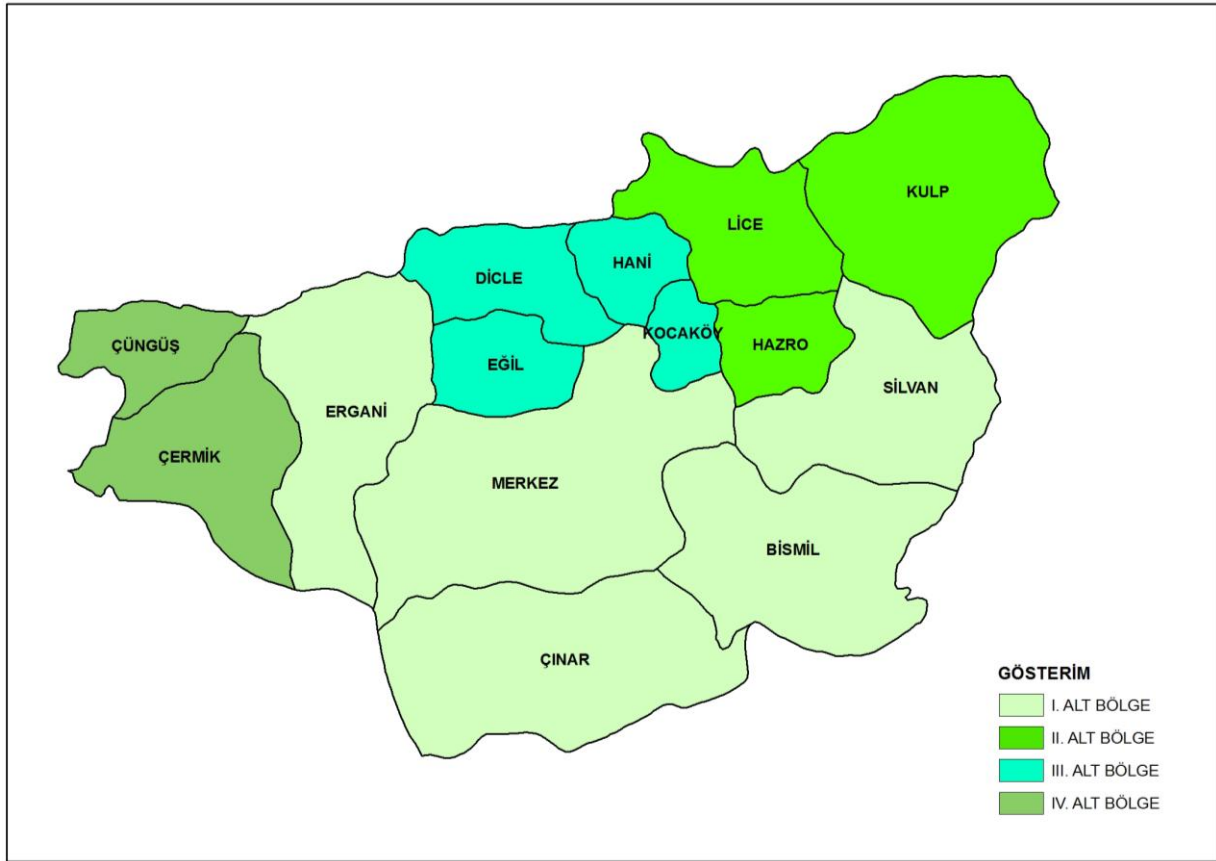 KULP
LİCE
HANİ
DİCLE
KOCAKÖY
HAZRO
ÇÜNGÜŞ
EĞİL
SİLVAN
ERGANİ
ÇERMİK
MERKEZ
BİSMİL
ÇINAR
GÖSTERİM
I. ALT BÖLGE
II. ALT BÖLGE
III. ALT BÖLGE
IV. ALT BÖLGE